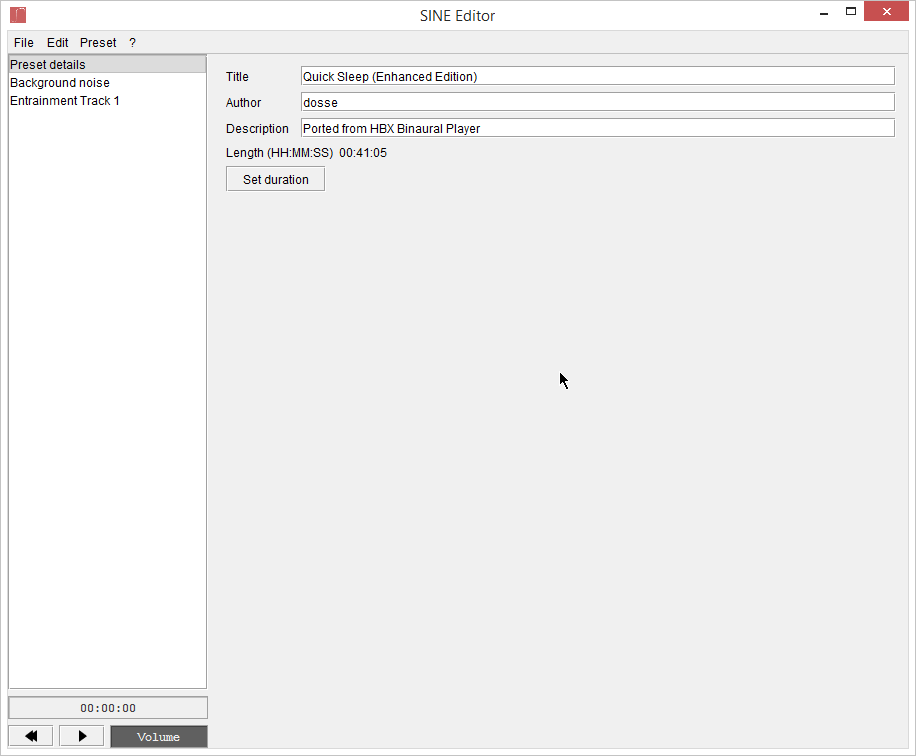 SINE Editor
File Edit Preset ?
Preset details
Background noise
Entrainment Track 1
Title Quick Sleep (Enhanced Edition)
Author dosse
Description Ported from HBX Binaural Player
Length (HH:MM:SS) 00:41:05
Set duration
00:00:00
Volume